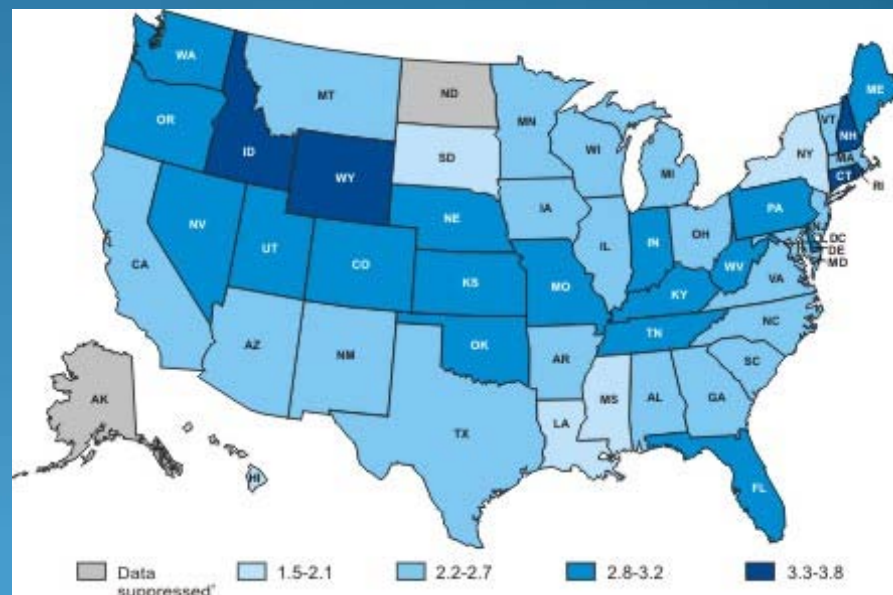 WA
MT
ND
MN
ME
OR
VT
NH
ID
SD
WI
NY
MA
WY
MI
CT
RI
IA
PA
NE
NV
OH
NJ
UT
IL
IN
DC
CO
WV
DE
CA
KS
MO
MD
VA
KY
NC
TN
OK
AZ
NM
AR
SC
AK
MS
AL
GA
LA
TX
HI
FL
Data 1.5-2.1 2.2-2.7 2.8-3.2 3.3-3.8
suppressed*